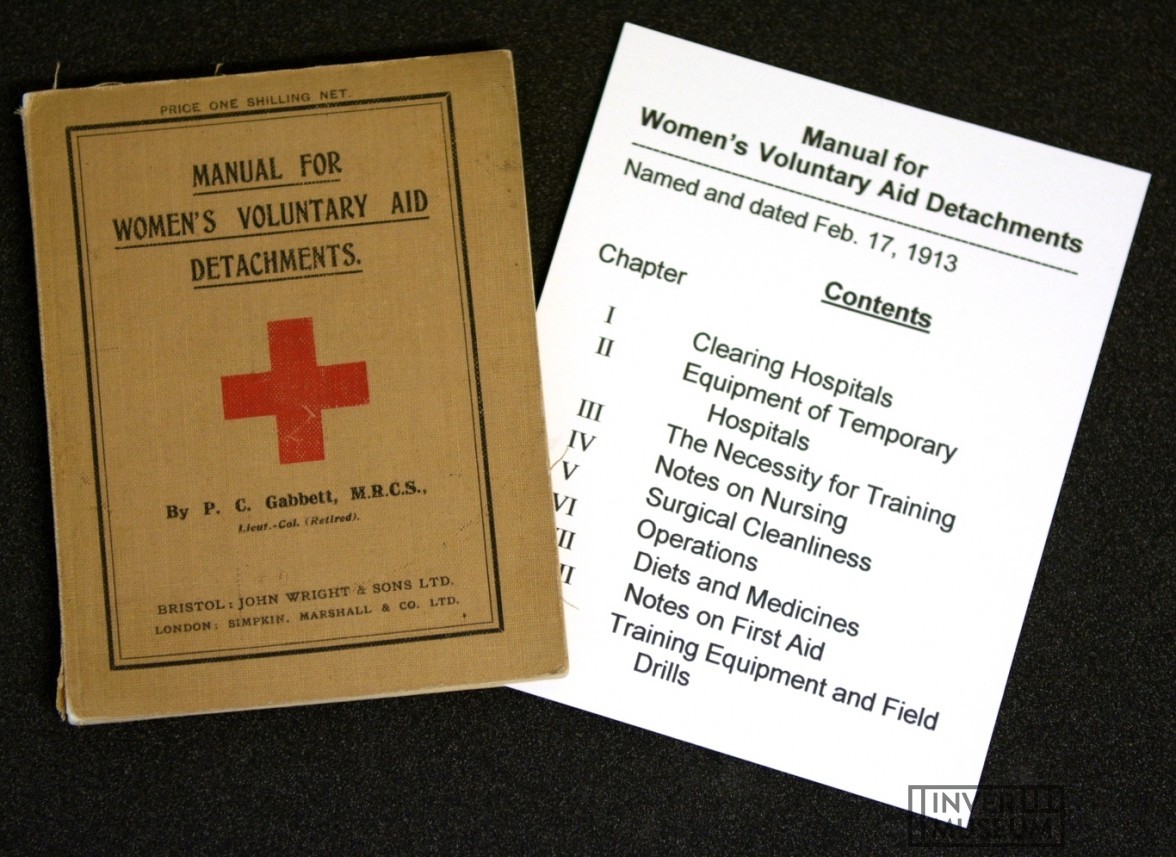 PRICE ONE SHILLING NET.
MANUAL FOR
WOMEN'S VOLUNTARY AID
DETACHMENTS.
By P. C. Gabbett, M.R.C.S.,
Lieut.-Col. (Retired).
BRISTOL: JOHN WRIGHT & SONS LTD.
LONDON: SIMPKIN, MARSHALL & CO. LTD.
Manual for
Women's Voluntary Aid Detachments
Named and dated Feb. 17, 1913
Contents
Chapter
I Clearing Hospitals
II Equipment of Temporary
Hospitals
III The Necessity for Training
IV Notes on Nursing
V Surgical Cleanliness
VI Operations
II Diets and Medicines
II Notes on First Aid
Training Equipment and Field
Drills
INVERURIE
MUSEUM